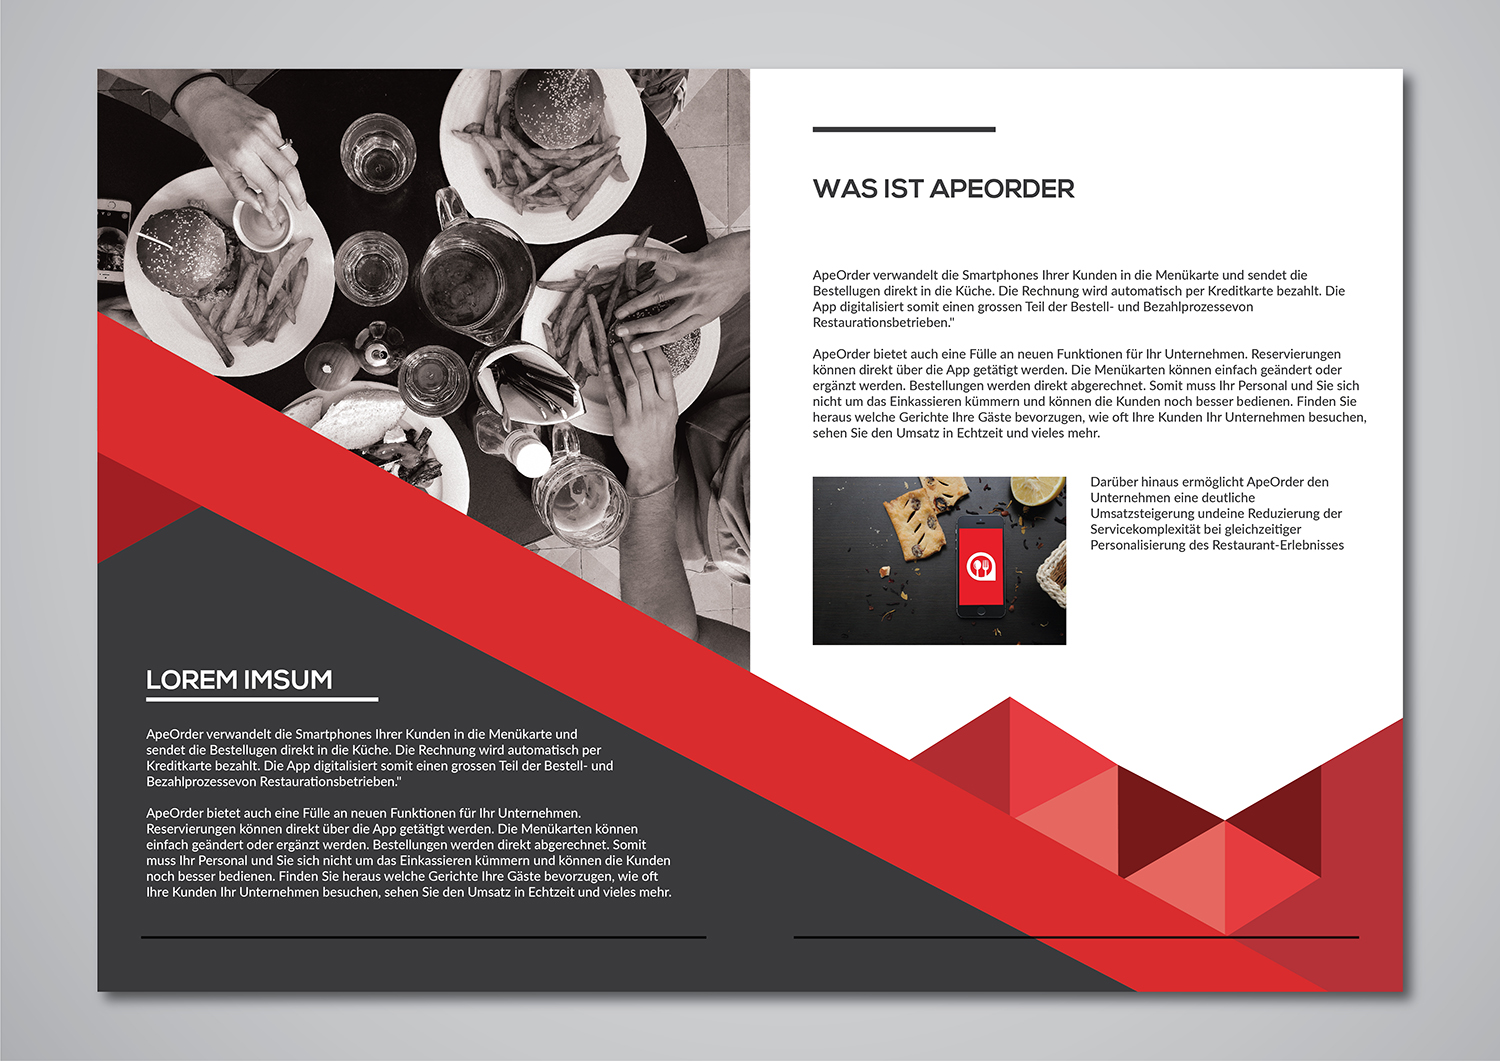 WAS IST APEORDER
ApeOrder verwandelt die Smartphones Ihrer Kunden in die Menükarte und sendet die
Bestellugen direkt in die Küche. Die Rechnung wird automatisch per Kreditkarte bezahlt. Die
App digitalisiert somit einen grossen Teil der Bestell- und Bezahlprozessevon
Restaurationsbetrieben."
ApeOrder bietet auch eine Fülle an neuen Funktionen für Ihr Unternehmen. Reservierungen
können direkt über die App getätigt werden. Die Menükarten können einfach geändert oder
ergänzt werden. Bestellungen werden direkt abgerechnet. Somit muss Ihr Personal und Sie sich
nicht um das Einkassieren kümmern und können die Kunden noch besser bedienen. Finden Sie
heraus welche Gerichte Ihre Gäste bevorzugen, wie oft Ihre Kunden Ihr Unternehmen besuchen,
sehen Sie den Umsatz in Echtzeit und vieles mehr.
Darüber hinaus ermöglicht ApeOrder den
Unternehmen eine deutliche
Umsatzsteigerung undeine Reduzierung der
Servicekomplexität bei gleichzeitiger
Personalisierung des Restaurant-Erlebnisses
LOREM IMSUM
ApeOrder verwandelt die Smartphones Ihrer Kunden in die Menükarte und
sendet die Bestellugen direkt in die Küche. Die Rechnung wird automatisch per
Kreditkarte bezahlt. Die App digitalisiert somit einen grossen Teil der Bestell- und
Bezahlprozessevon Restaurationsbetrieben."
ApeOrder bietet auch eine Fülle an neuen Funktionen für Ihr Unternehmen.
Reservierungen können direkt über die App getätigt werden. Die Menükarten können
einfach geändert oder ergänzt werden. Bestellungen werden direkt abgerechnet. Somit
muss Ihr Personal und Sie sich nicht um das Einkassieren kümmern und können die Kunden
noch besser bedienen. Finden Sie heraus welche Gerichte Ihre Gäste bevorzugen, wie oft
Ihre Kunden Ihr Unternehmen besuchen, sehen Sie den Umsatz in Echtzeit und vieles mehr.